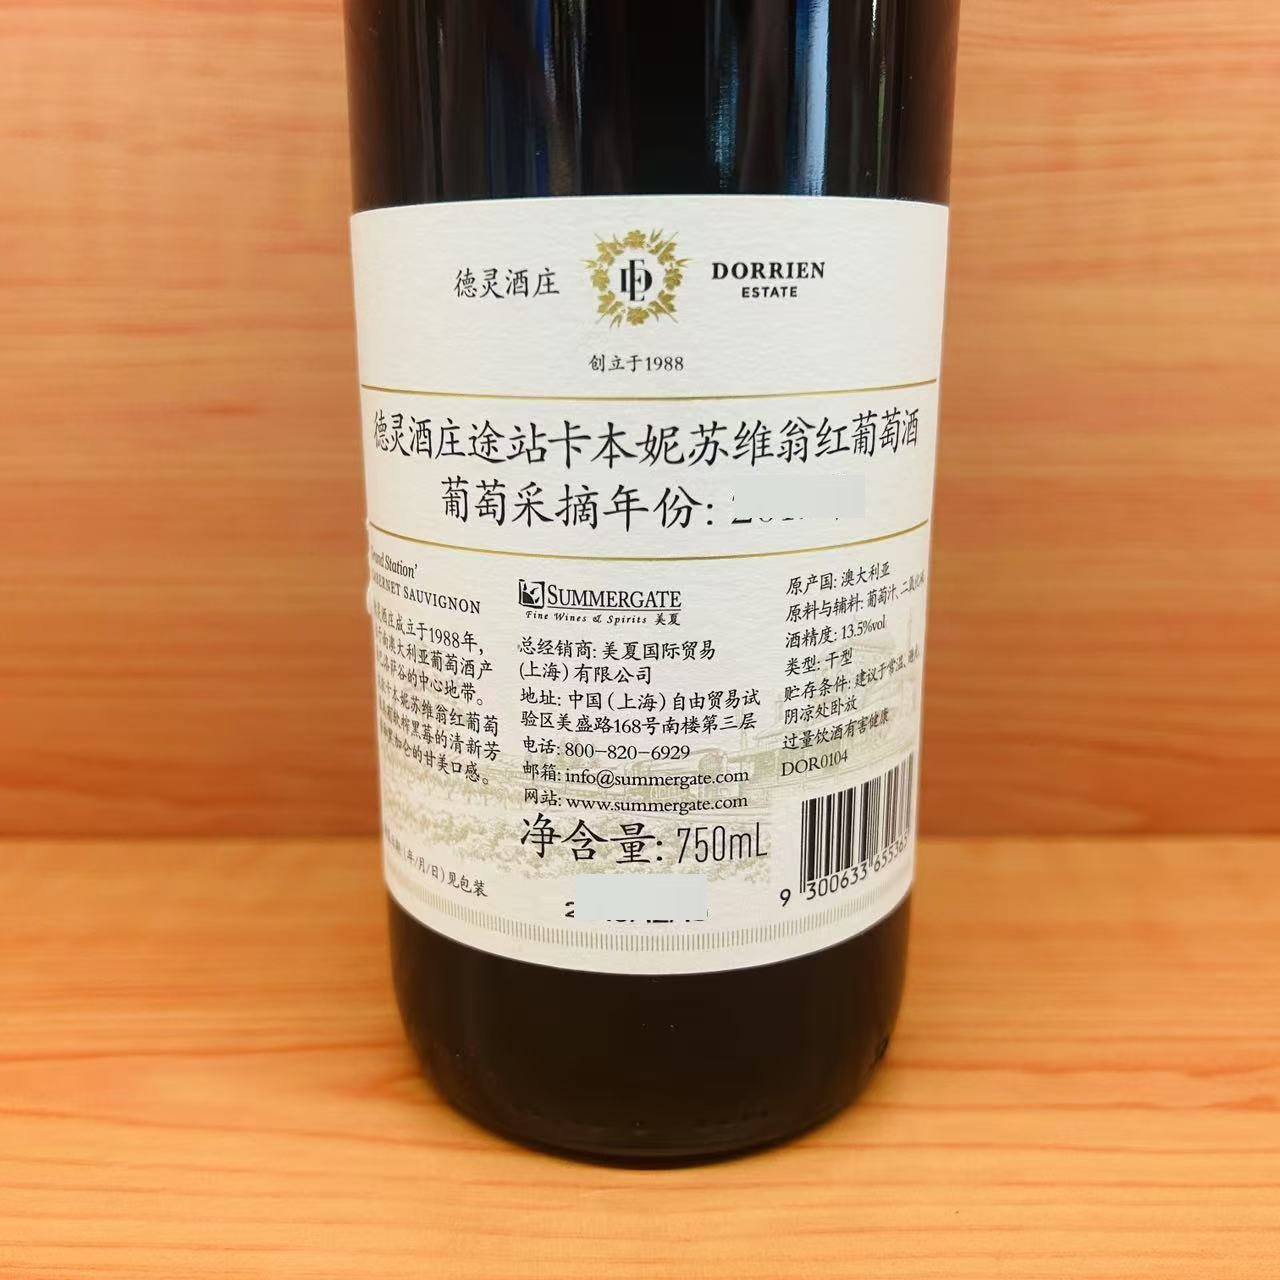 德灵酒庄
DE
DORRIEN
ESTATE
创立于1988
德灵酒庄途站卡本妮苏维翁红葡萄酒
葡萄采摘年份:
Station'
SAUVIGNON
酒庄成立于1988年,
南澳大利亚葡萄酒产
萨谷的中心地带。
卡本妮苏维翁红葡萄
黑莓的清新芳
的甘美口感。
(年/月/日)见包装
SUMMERGATE
Fine Wines & Spirits 美夏
总经销商: 美夏国际贸易
(上海)有限公司
地址: 中国(上海)自由贸易试
验区美盛路168号南楼第三层
电话: 800-820-6929
邮箱: info@summergate.com
网站: www.summergate.com
净含量: 750mL
原产国: 澳大利亚
原料与辅料: 葡萄汁、二氧化硫
酒精度: 13.5%vol
类型: 干型
贮存条件: 建议于常温、避光、
阴凉处卧放
过量饮酒有害健康
DOR0104
9 300633 655365